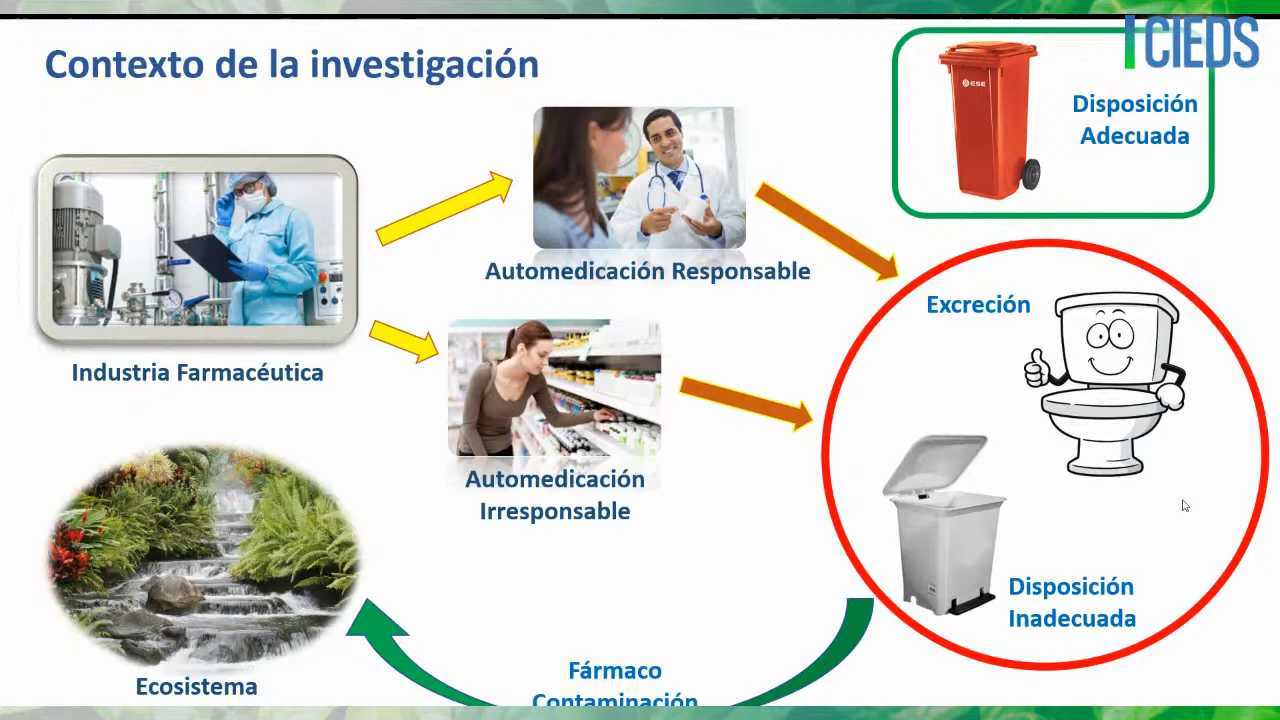 CIEDS
Contexto de la investigación
ESE
Disposición
Adecuada
Automedicación Responsable
Excreción
Industria Farmacéutica
Automedicación
Irresponsable
Disposición
Inadecuada
Fármaco
Contaminación
Ecosistema